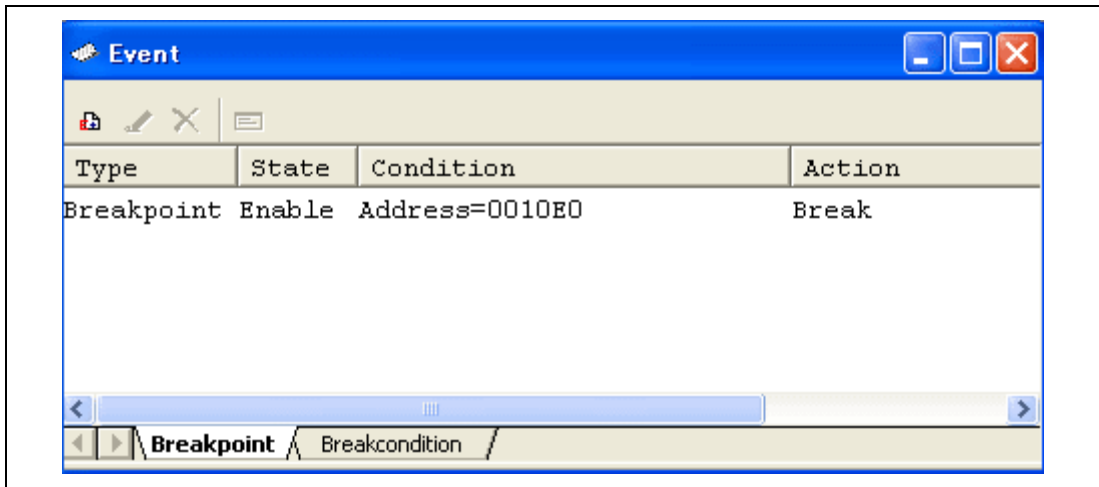 Event
Type State Condition Action
Breakpoint Enable Address=0010E0 Break
Breakpoint Breakcondition